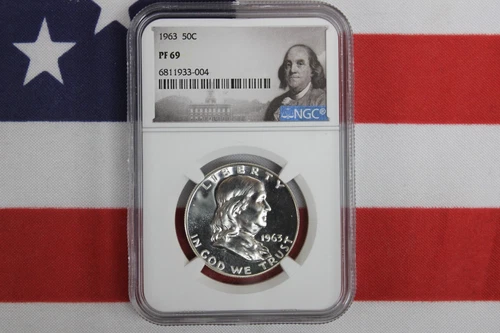 1963 50C
PF 69
6811933-004
NGC®
LIBERTY
1963
IN GOD WE TRUST